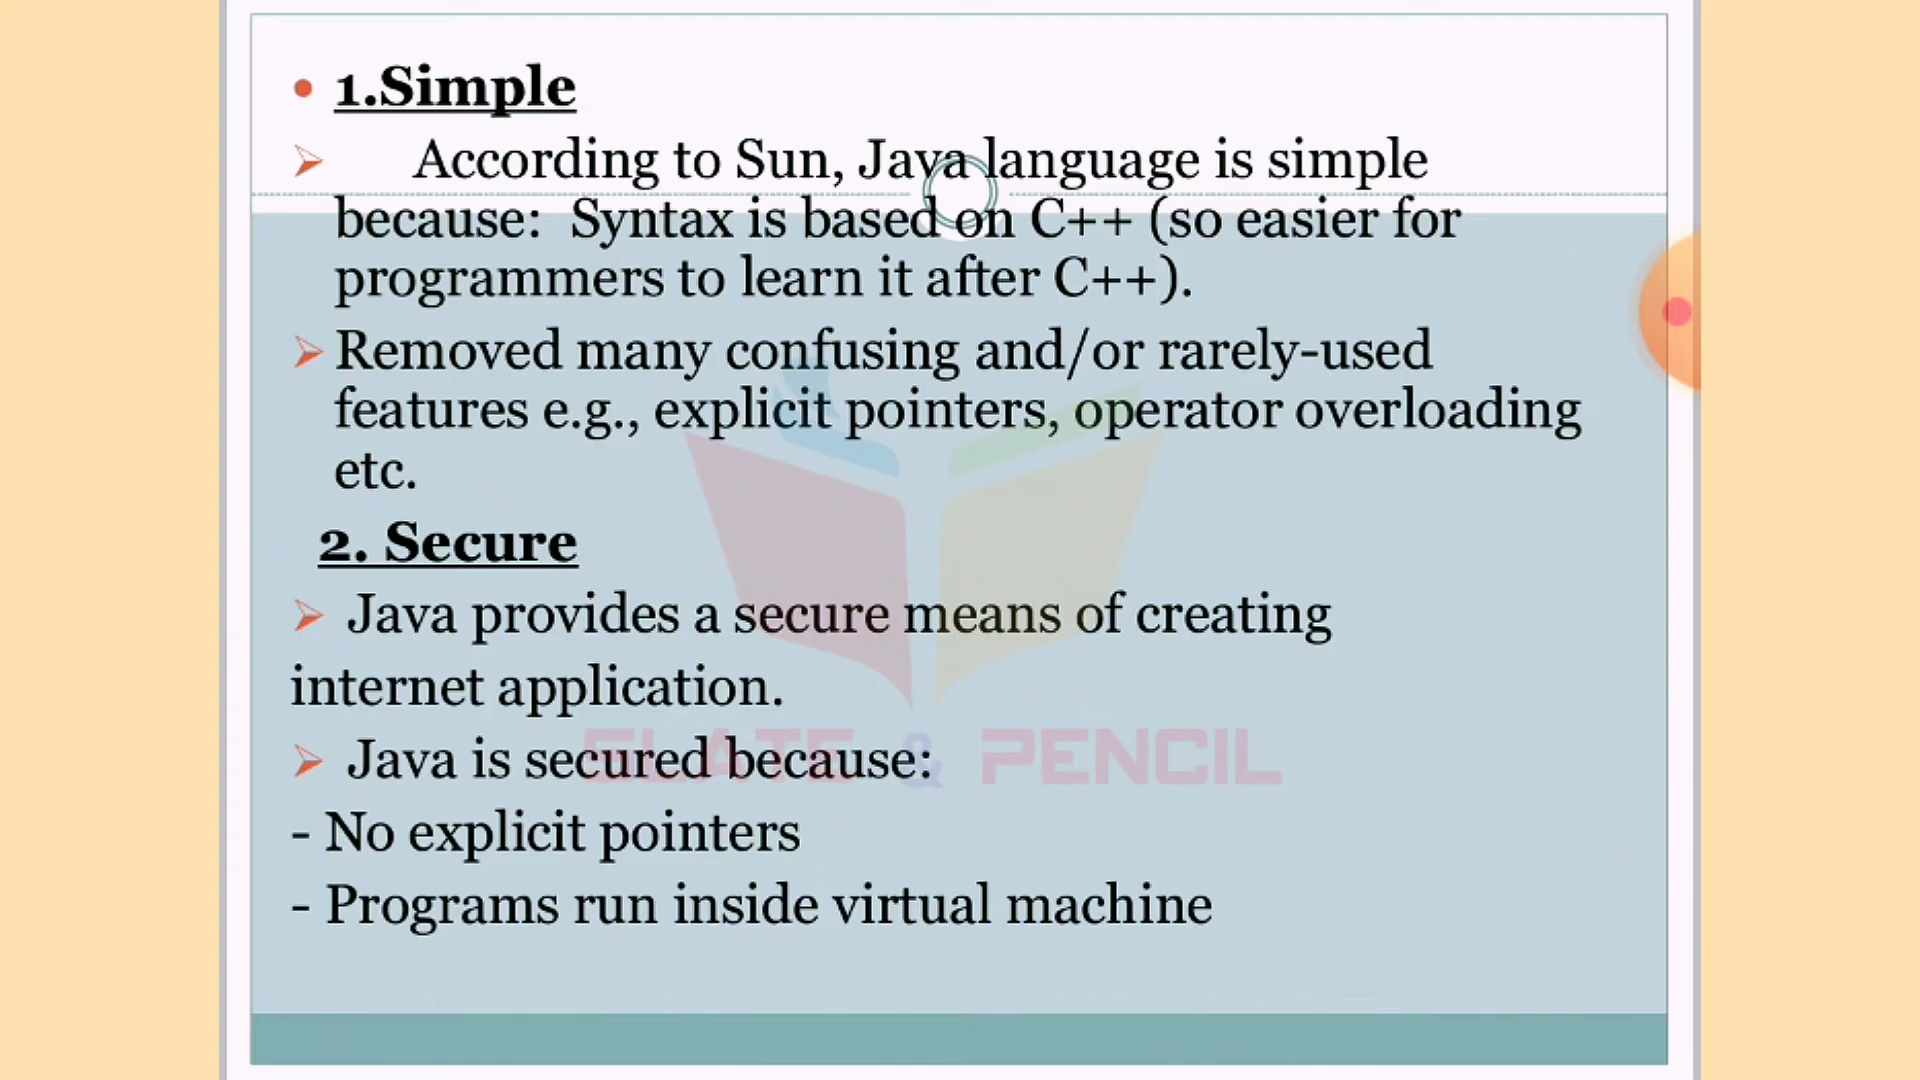 1.Simple
According to Sun, Java language is simple
because: Syntax is based on C++ (so easier for
programmers to learn it after C++).
Removed many confusing and/or rarely-used
features e.g., explicit pointers, operator overloading
etc.
2. Secure
Java provides a secure means of creating
internet application.
Java is secured because:
SLATE & PENCIL
- No explicit pointers
- Programs run inside virtual machine